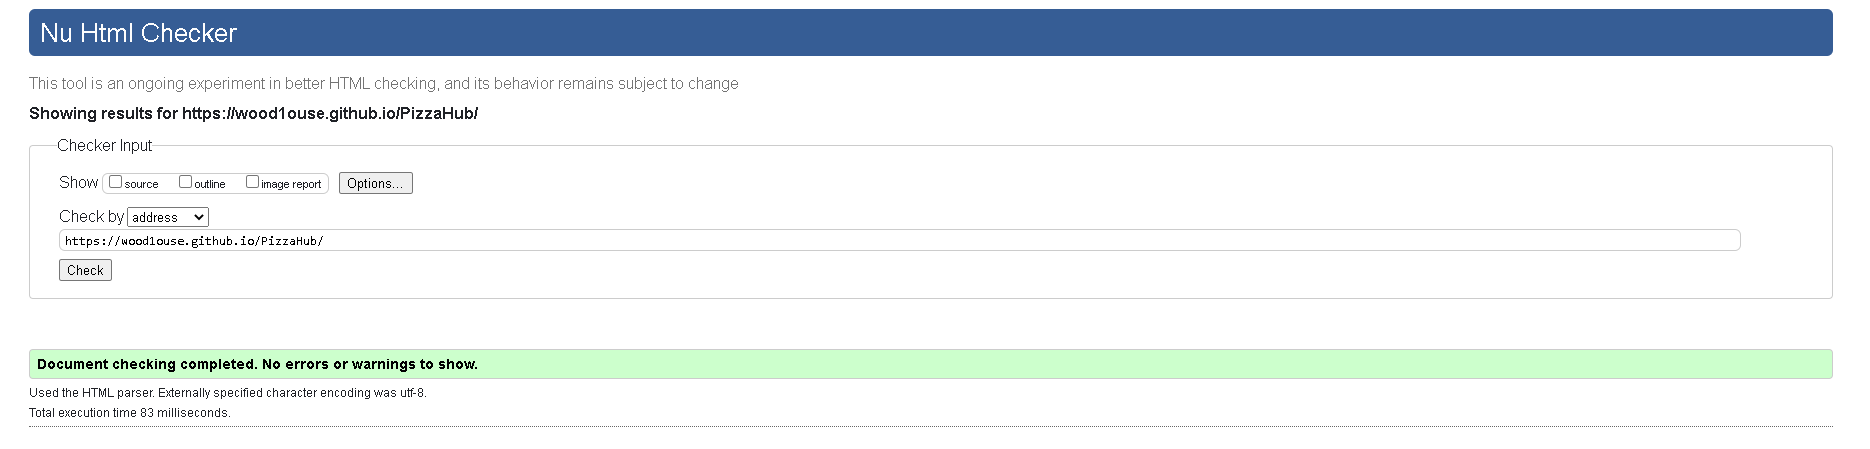 Nu Html Checker
This tool is an ongoing experiment in better HTML checking, and its behavior remains subject to change
Showing results for https://wood1ouse.github.io/PizzaHub/
Checker Input
Show source outline image report Options...
Check by address
https://wood1ouse.github.io/PizzaHub/
Check
Document checking completed. No errors or warnings to show.
Used the HTML parser. Externally specified character encoding was utf-8.
Total execution time 83 milliseconds.